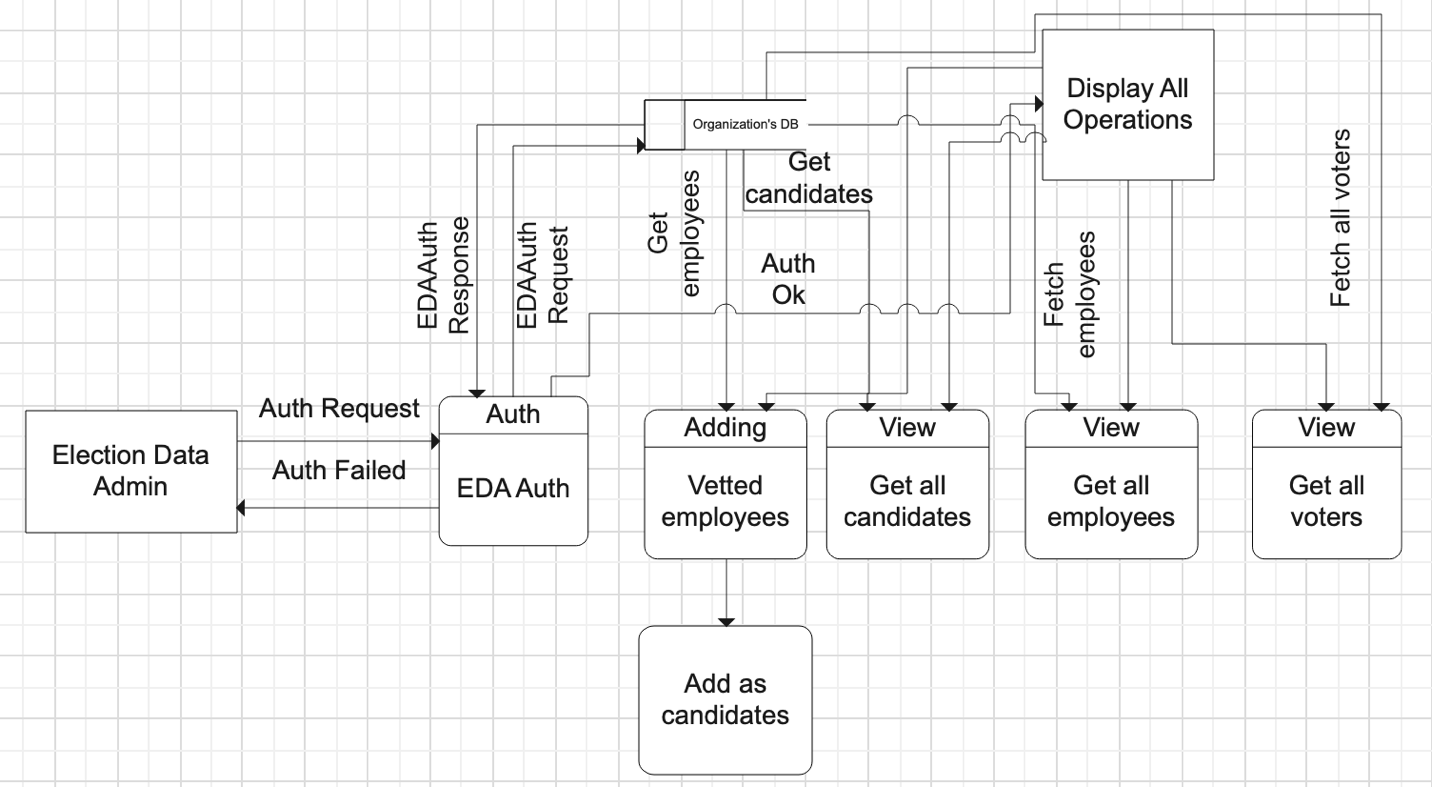 Display All
Operations
Organization's DB
Get
candidates
Get
employees
Fetch all voters
EDAAuth
Response
EDAAuth
Request
Auth
Ok
Fetch
employees
Auth Request
Auth Failed
Election Data
Admin
Auth
EDA Auth
Adding
Vetted
employees
View
Get all
candidates
View
Get all
employees
View
Get all
voters
Add as
candidates